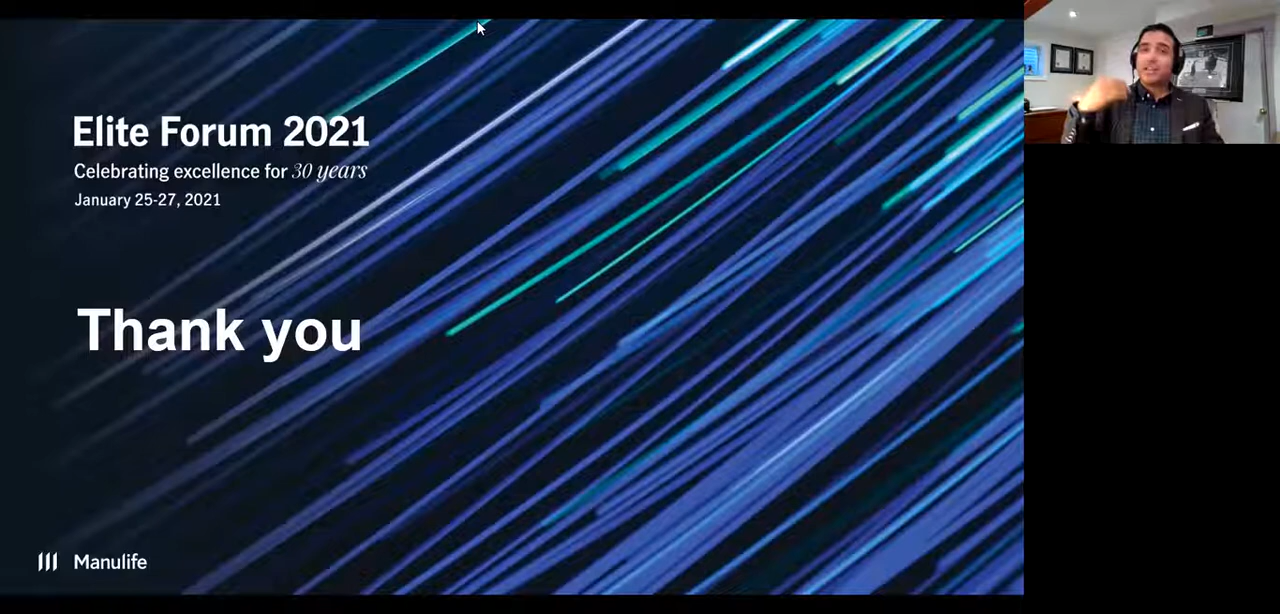 Elite Forum 2021
Celebrating excellence for 30 years
January 25-27, 2021
Thank you
Manulife